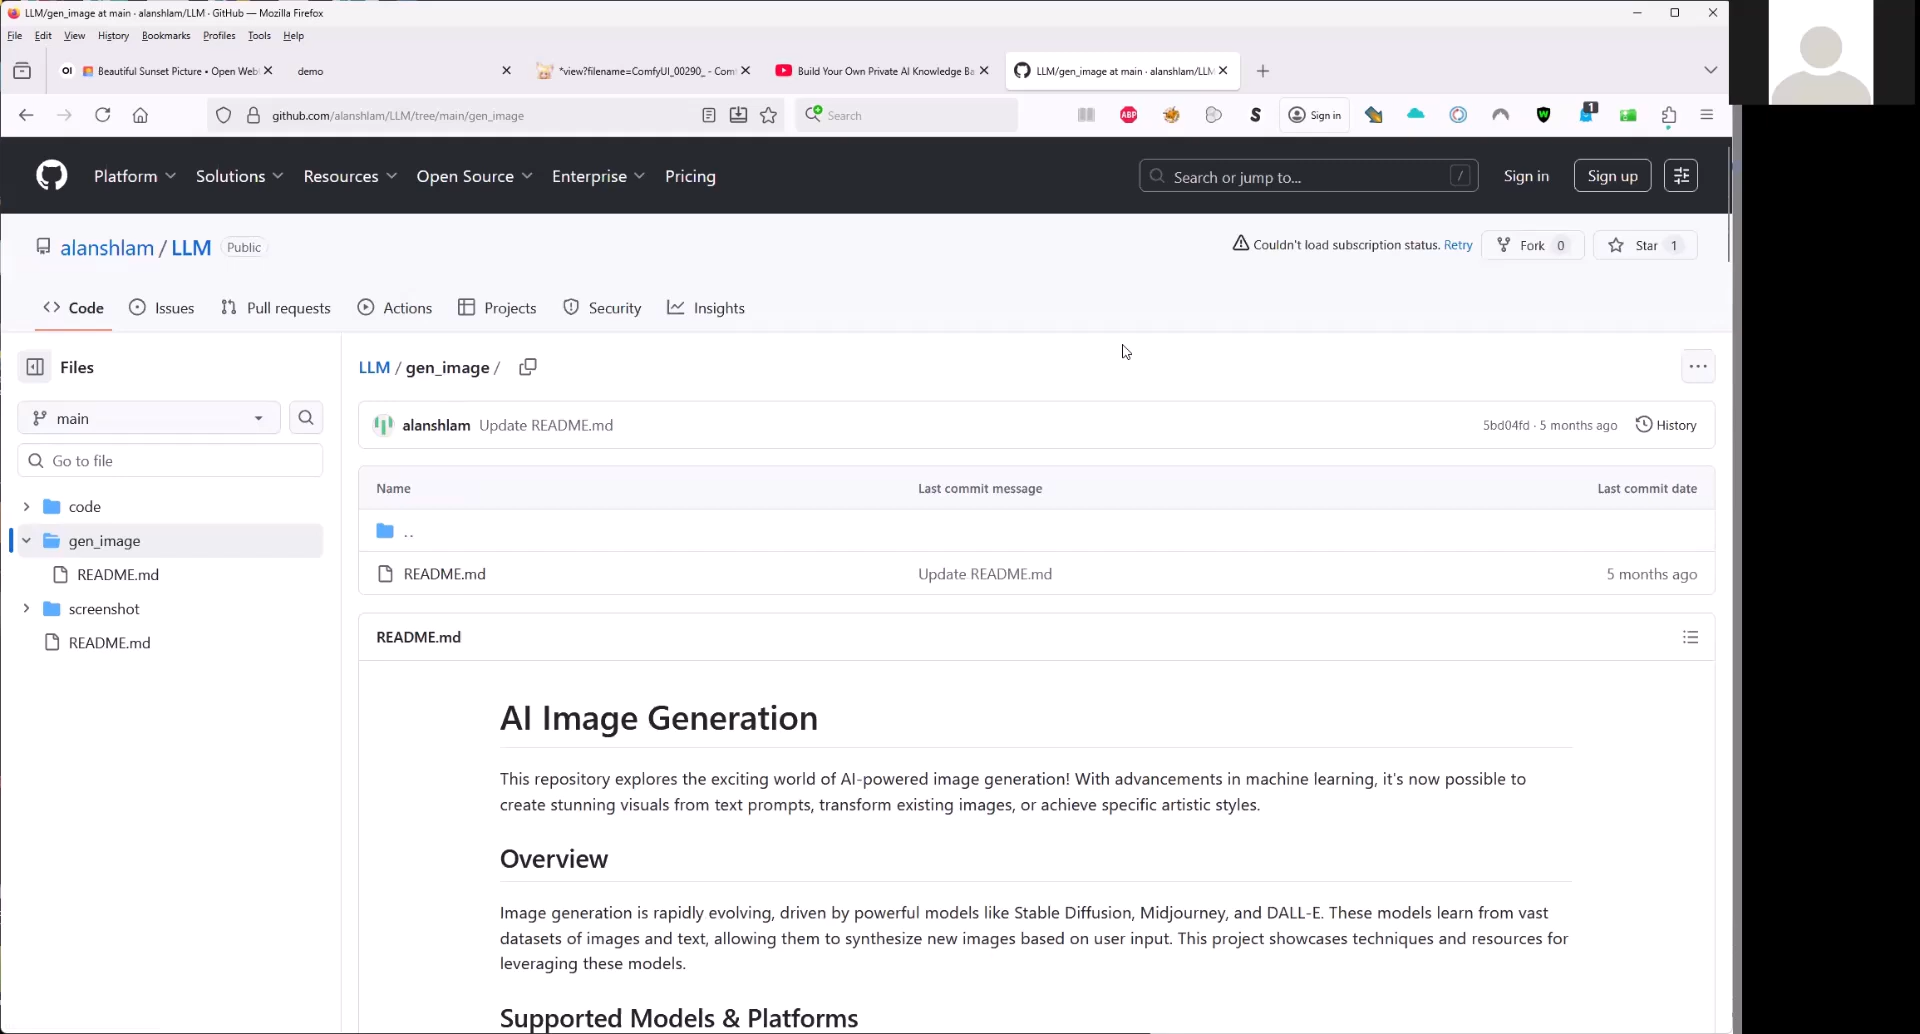 LLM/gen_image at main · alanshlam/LLM · GitHub — Mozilla Firefox
File Edit View History Bookmarks Profiles Tools Help
OI Beautiful Sunset Picture • Open Web
demo
*view?filename=ComfyUI_00290_ - Com
Build Your Own Private AI Knowledge Ba
LLM/gen_image at main · alanshlam/LLM
github.com/alanshlam/LLM/tree/main/gen_image
Search
ABP
S
Sign in
W
1
Platform Solutions Resources Open Source Enterprise Pricing
Search or jump to... /
Sign in
Sign up
alanshlam / LLM Public
Couldn't load subscription status. Retry
Fork 0
Star 1
Code Issues Pull requests Actions Projects Security Insights
Files
LLM / gen_image /
main
alanshlam Update README.md
5bd04fd · 5 months ago History
Go to file
Name Last commit message Last commit date
code
..
gen_image
README.md
README.md Update README.md 5 months ago
screenshot
README.md
README.md
AI Image Generation
This repository explores the exciting world of AI-powered image generation! With advancements in machine learning, it's now possible to
create stunning visuals from text prompts, transform existing images, or achieve specific artistic styles.
Overview
Image generation is rapidly evolving, driven by powerful models like Stable Diffusion, Midjourney, and DALL-E. These models learn from vast
datasets of images and text, allowing them to synthesize new images based on user input. This project showcases techniques and resources for
leveraging these models.
Supported Models & Platforms